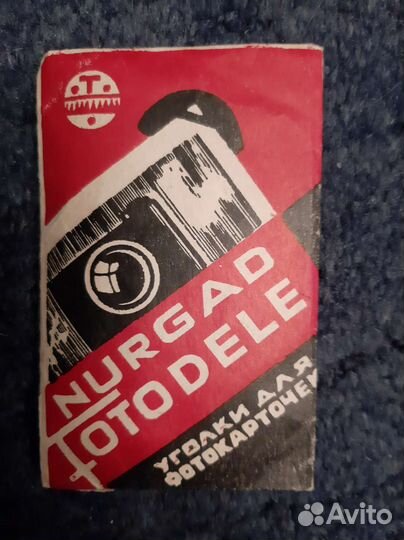 T
NURGAD
FOTODELE
УГОЛКИ ДЛЯ
ФОТОКАРТОЧЕК
Avito